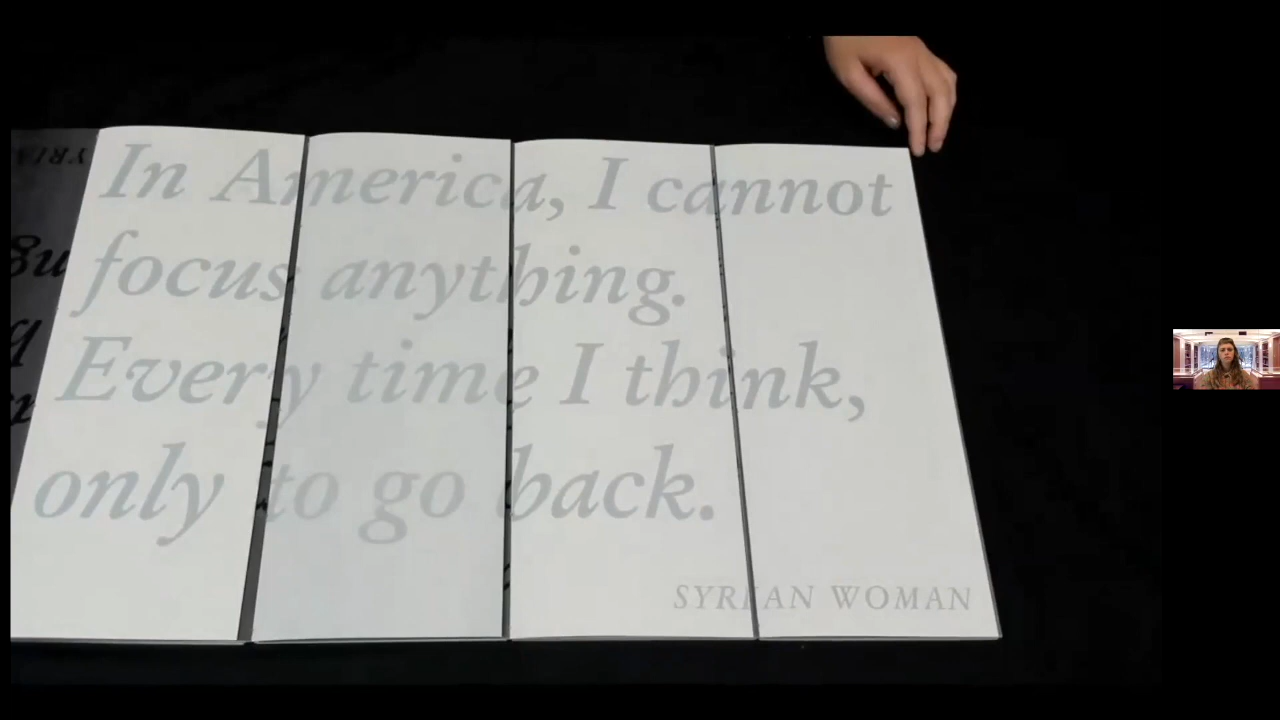 In America, I cannot
focus anything.
Every time I think,
only to go back.
SYRIAN WOMAN